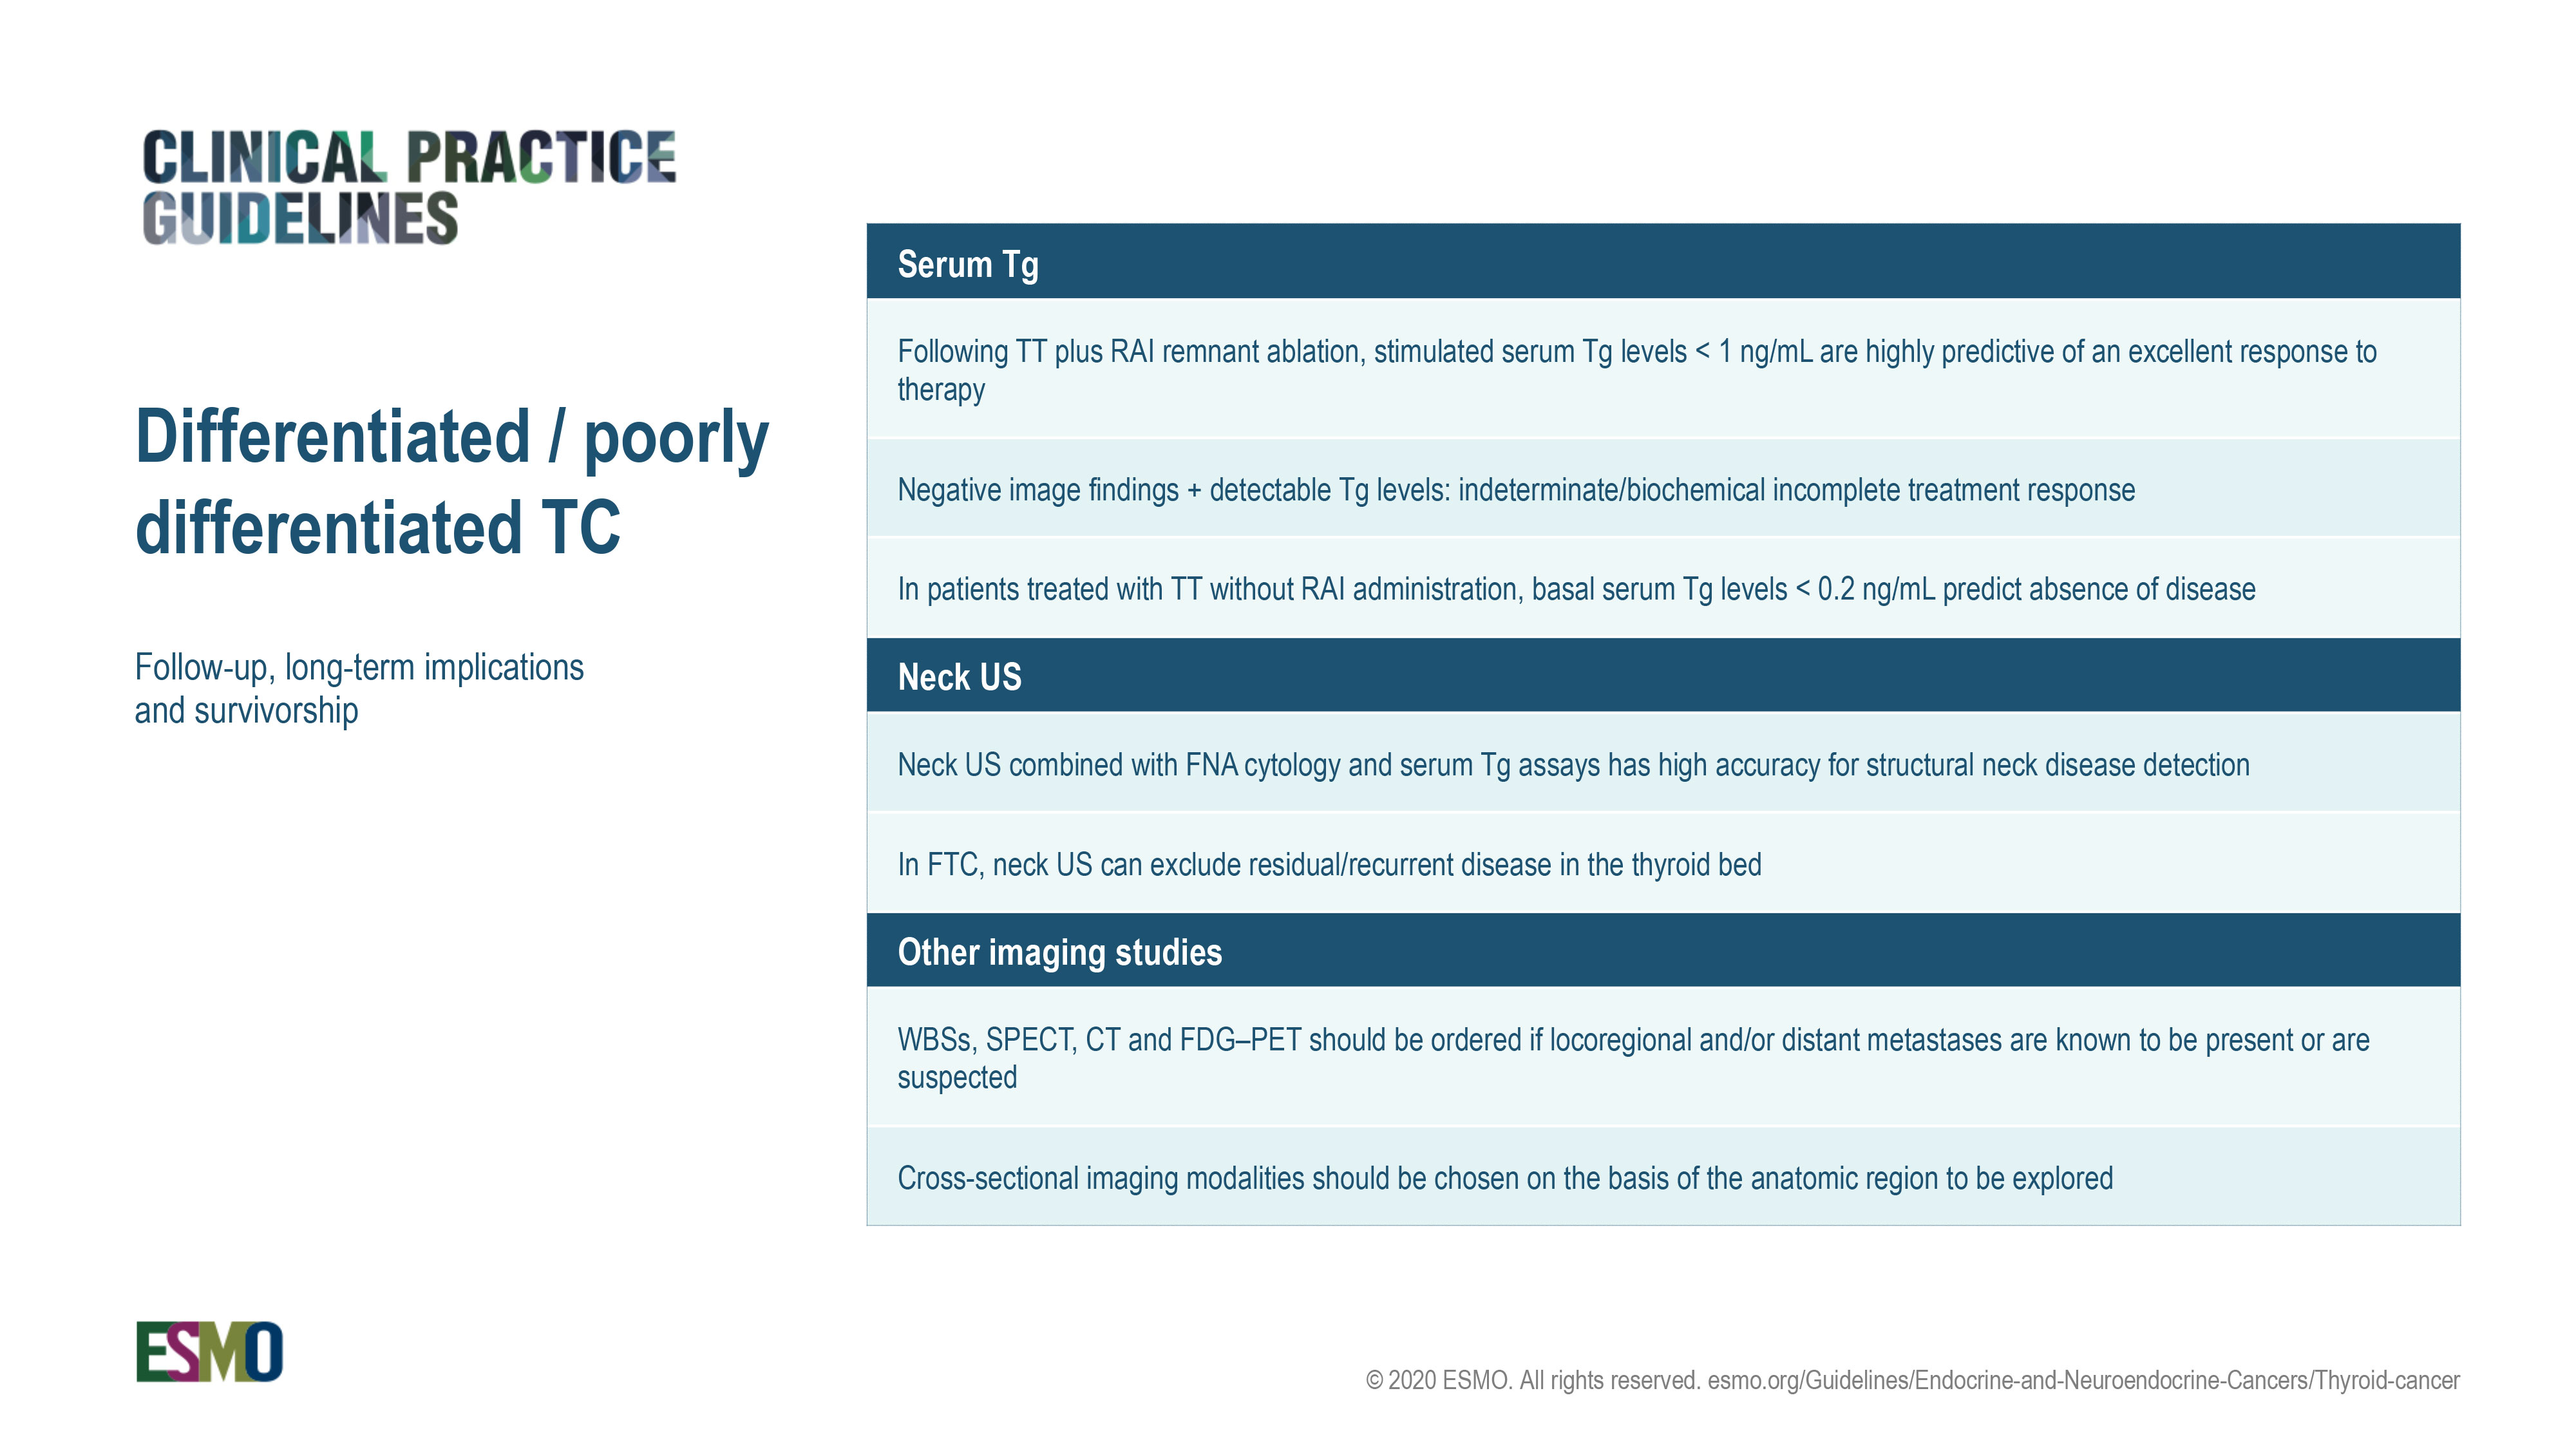 CLINICAL PRACTICE
GUIDELINES
Differentiated / poorly
differentiated TC
Follow-up, long-term implications
and survivorship
Serum Tg
Following TT plus RAI remnant ablation, stimulated serum Tg levels < 1 ng/mL are highly predictive of an excellent response to
therapy
Negative image findings + detectable Tg levels: indeterminate/biochemical incomplete treatment response
In patients treated with TT without RAI administration, basal serum Tg levels < 0.2 ng/mL predict absence of disease
Neck US
Neck US combined with FNA cytology and serum Tg assays has high accuracy for structural neck disease detection
In FTC, neck US can exclude residual/recurrent disease in the thyroid bed
Other imaging studies
WBSs, SPECT, CT and FDG–PET should be ordered if locoregional and/or distant metastases are known to be present or are
suspected
Cross-sectional imaging modalities should be chosen on the basis of the anatomic region to be explored
ESMO
© 2020 ESMO. All rights reserved. esmo.org/Guidelines/Endocrine-and-Neuroendocrine-Cancers/Thyroid-cancer